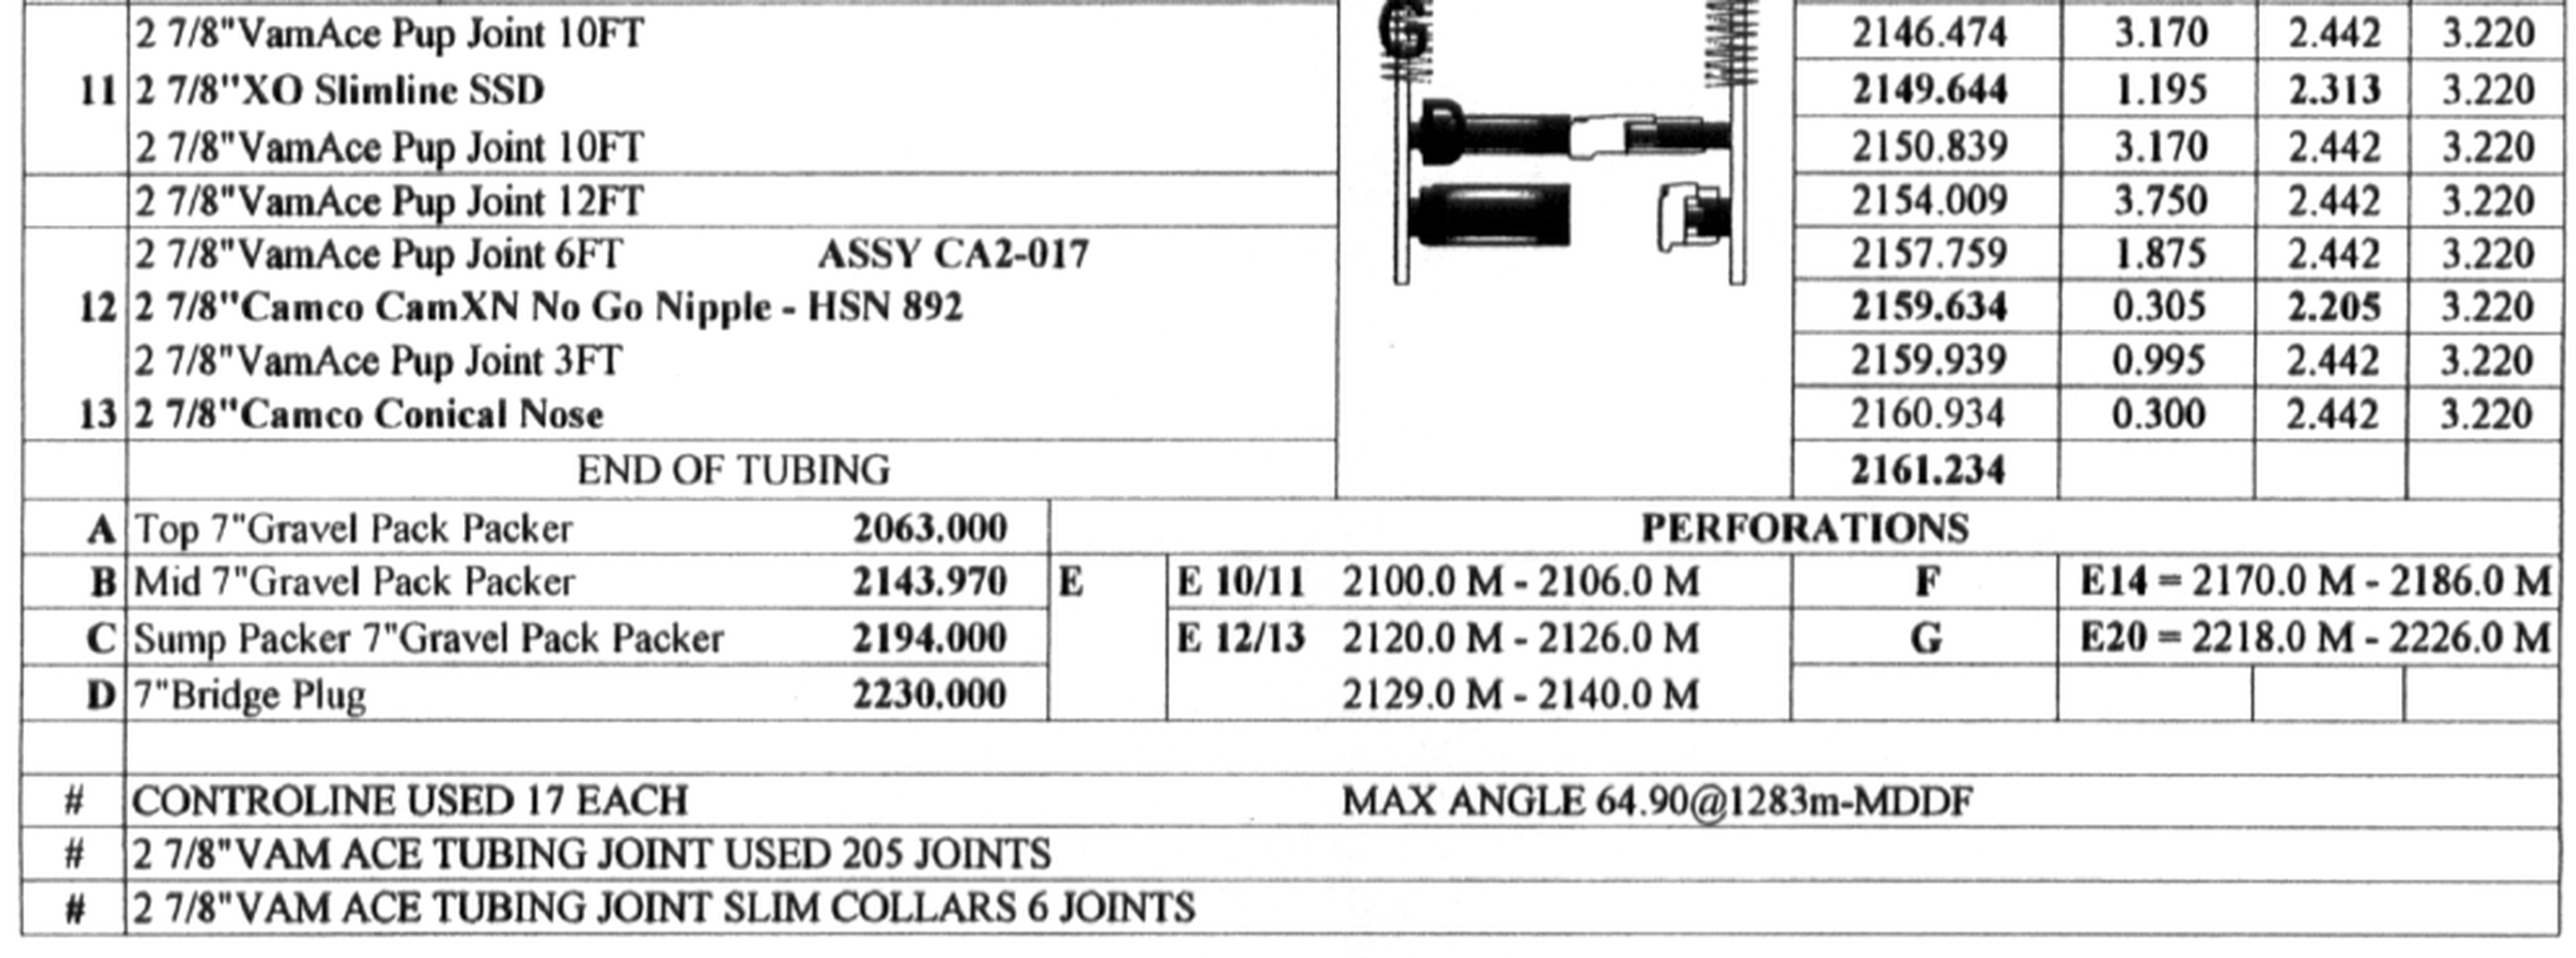 2 7/8"VamAce Pup Joint 10FT 2146.474 3.170 2.442 3.220
11 2 7/8"XO Slimline SSD 2149.644 1.195 2.313 3.220
2 7/8"VamAce Pup Joint 10FT 2150.839 3.170 2.442 3.220
2 7/8"VamAce Pup Joint 12FT 2154.009 3.750 2.442 3.220
2 7/8"VamAce Pup Joint 6FT ASSY CA2-017 2157.759 1.875 2.442 3.220
12 2 7/8"Camco CamXN No Go Nipple - HSN 892 2159.634 0.305 2.205 3.220
2 7/8"VamAce Pup Joint 3FT 2159.939 0.995 2.442 3.220
13 2 7/8"Camco Conical Nose 2160.934 0.300 2.442 3.220
END OF TUBING 2161.234
G
D
A Top 7"Gravel Pack Packer 2063.000 PERFORATIONS
B Mid 7"Gravel Pack Packer 2143.970 E E 10/11 2100.0 M - 2106.0 M F E14 = 2170.0 M - 2186.0 M
C Sump Packer 7"Gravel Pack Packer 2194.000 E 12/13 2120.0 M - 2126.0 M G E20 = 2218.0 M - 2226.0 M
D 7"Bridge Plug 2230.000 2129.0 M - 2140.0 M
# CONTROLINE USED 17 EACH MAX ANGLE 64.90@1283m-MDDF
# 2 7/8"VAM ACE TUBING JOINT USED 205 JOINTS
# 2 7/8"VAM ACE TUBING JOINT SLIM COLLARS 6 JOINTS